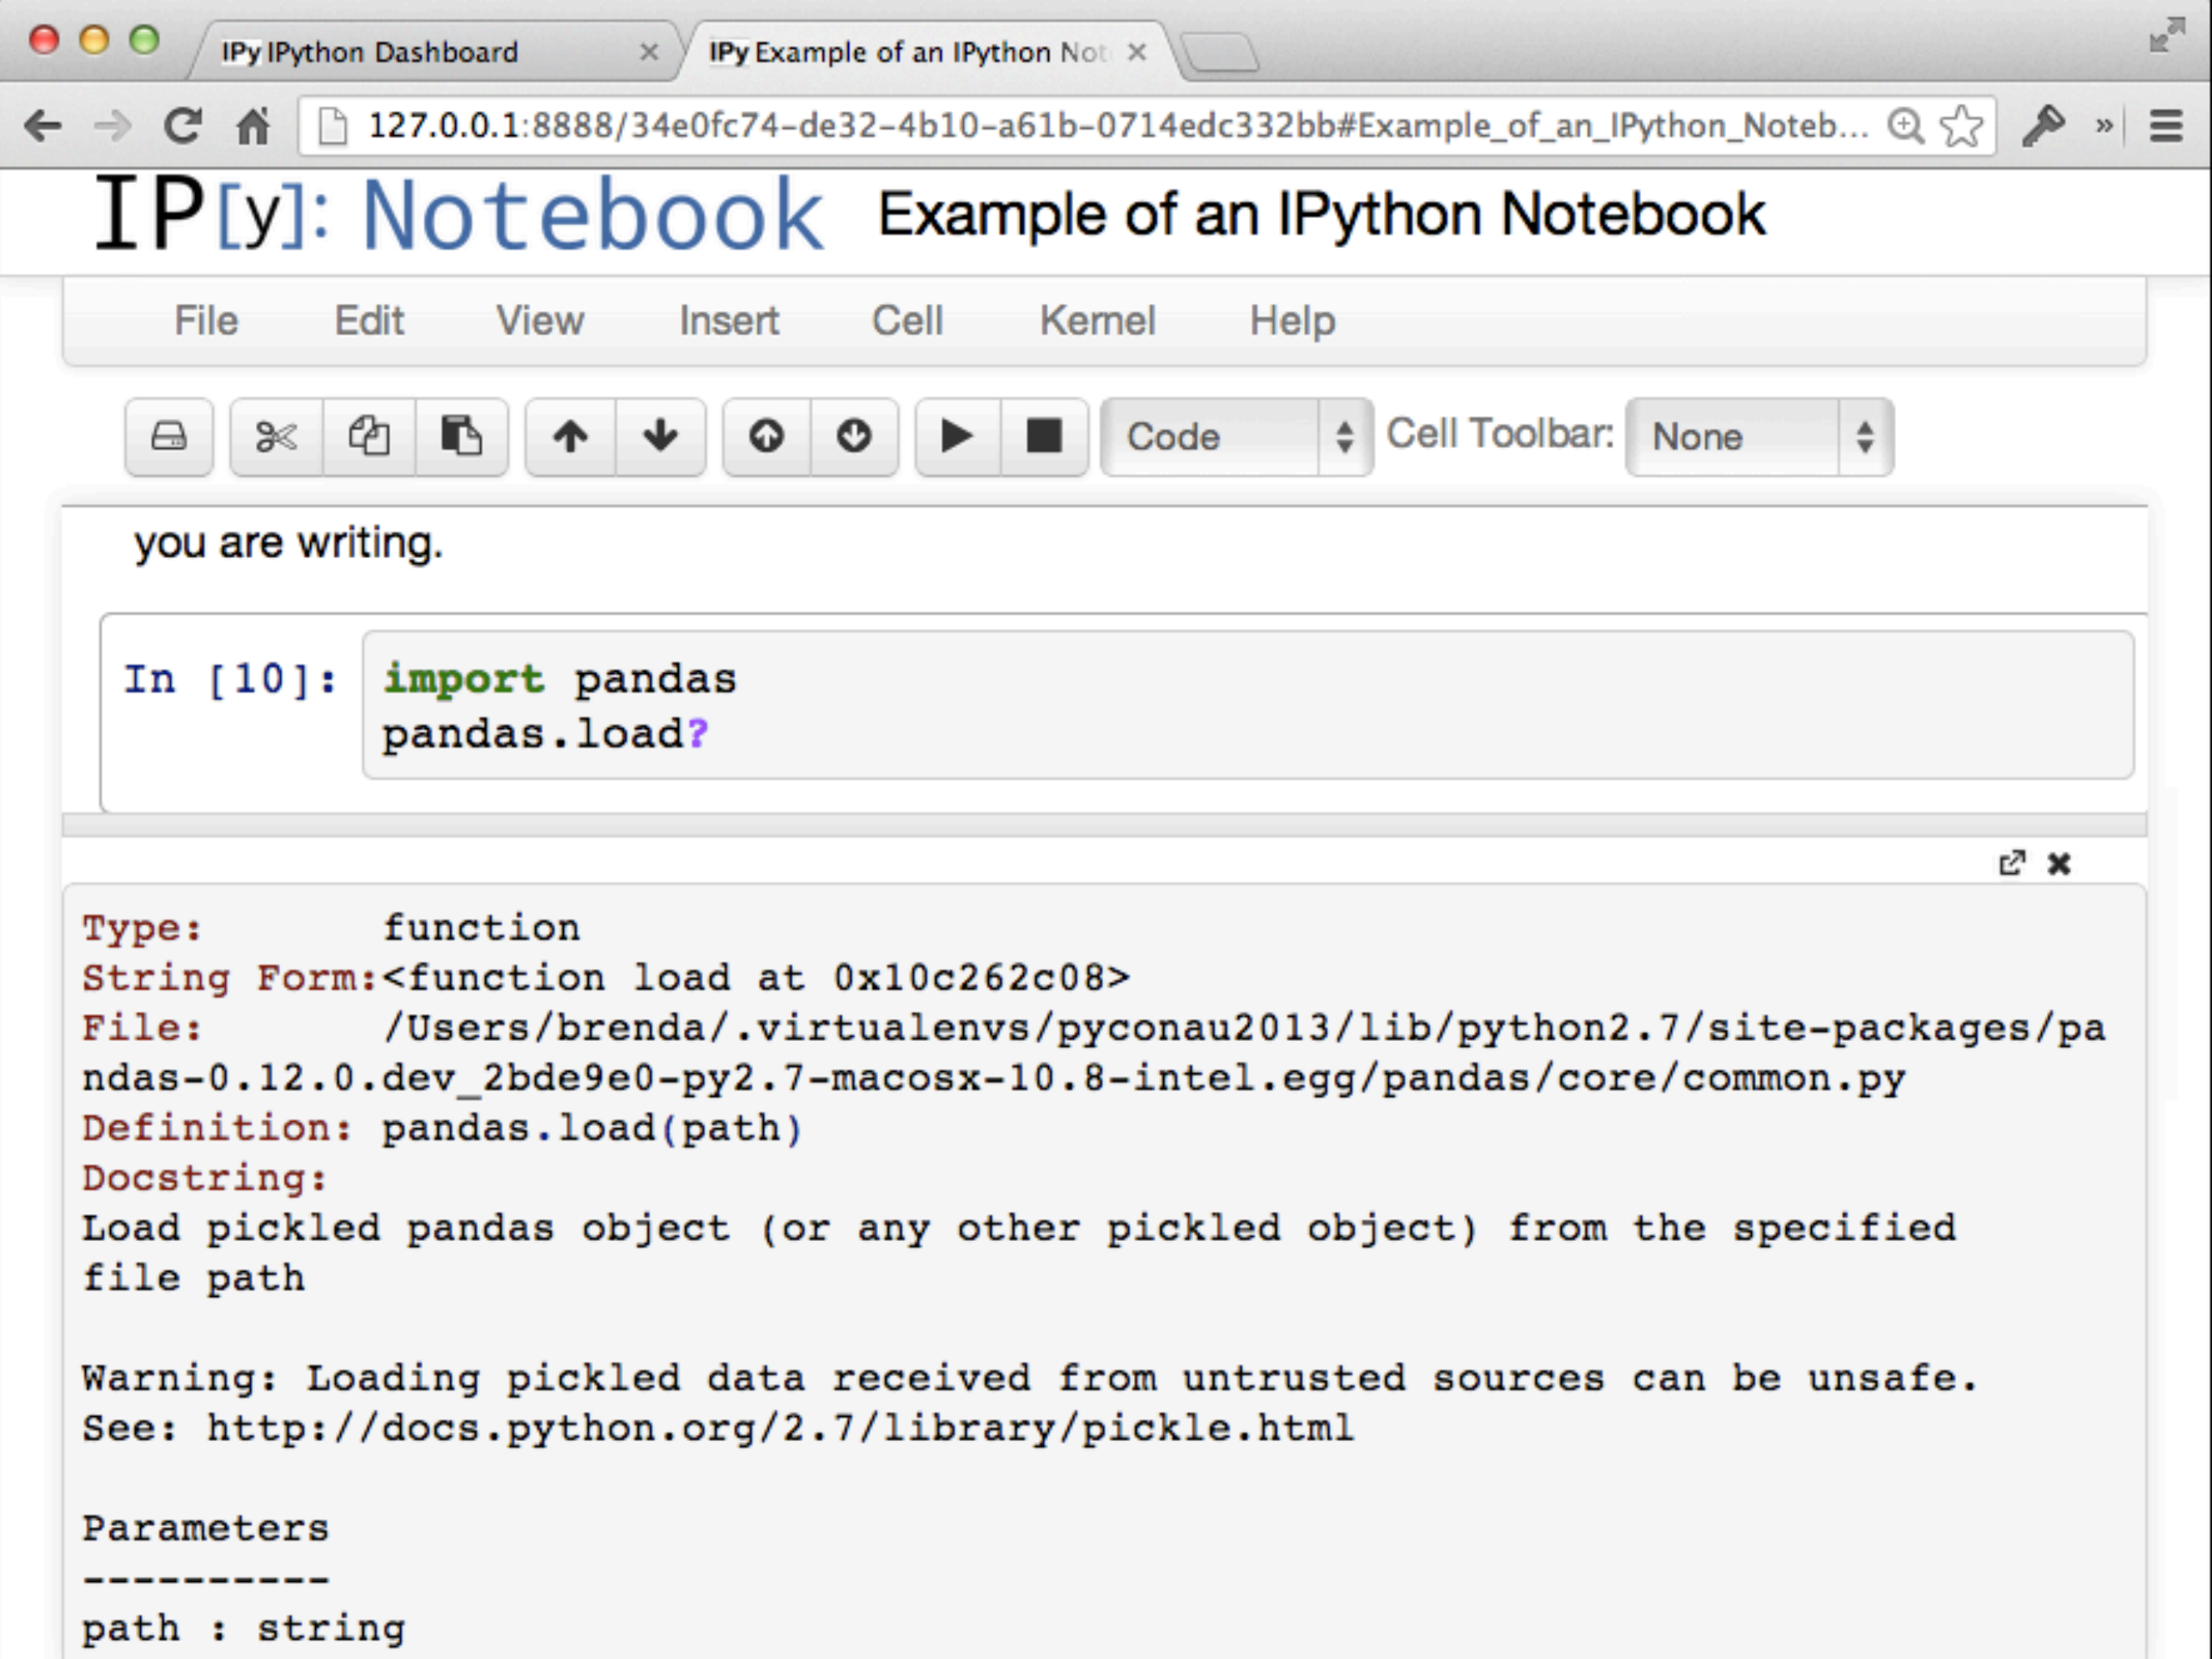 IPy IPython Dashboard
IPy Example of an IPython Not
127.0.0.1:8888/34e0fc74-de32-4b10-a61b-0714edc332bb#Example_of_an_IPython_Noteb...
IP[y]: Notebook Example of an IPython Notebook
File Edit View Insert Cell Kernel Help
Code Cell Toolbar: None
you are writing.
In [10]: import pandas
pandas.load?
Type: function
String Form:<function load at 0x10c262c08>
File: /Users/brenda/.virtualenvs/pyconau2013/lib/python2.7/site-packages/pa
ndas-0.12.0.dev_2bde9e0-py2.7-macosx-10.8-intel.egg/pandas/core/common.py
Definition: pandas.load(path)
Docstring:
Load pickled pandas object (or any other pickled object) from the specified
file path
Warning: Loading pickled data received from untrusted sources can be unsafe.
See: http://docs.python.org/2.7/library/pickle.html
Parameters
----------
path : string